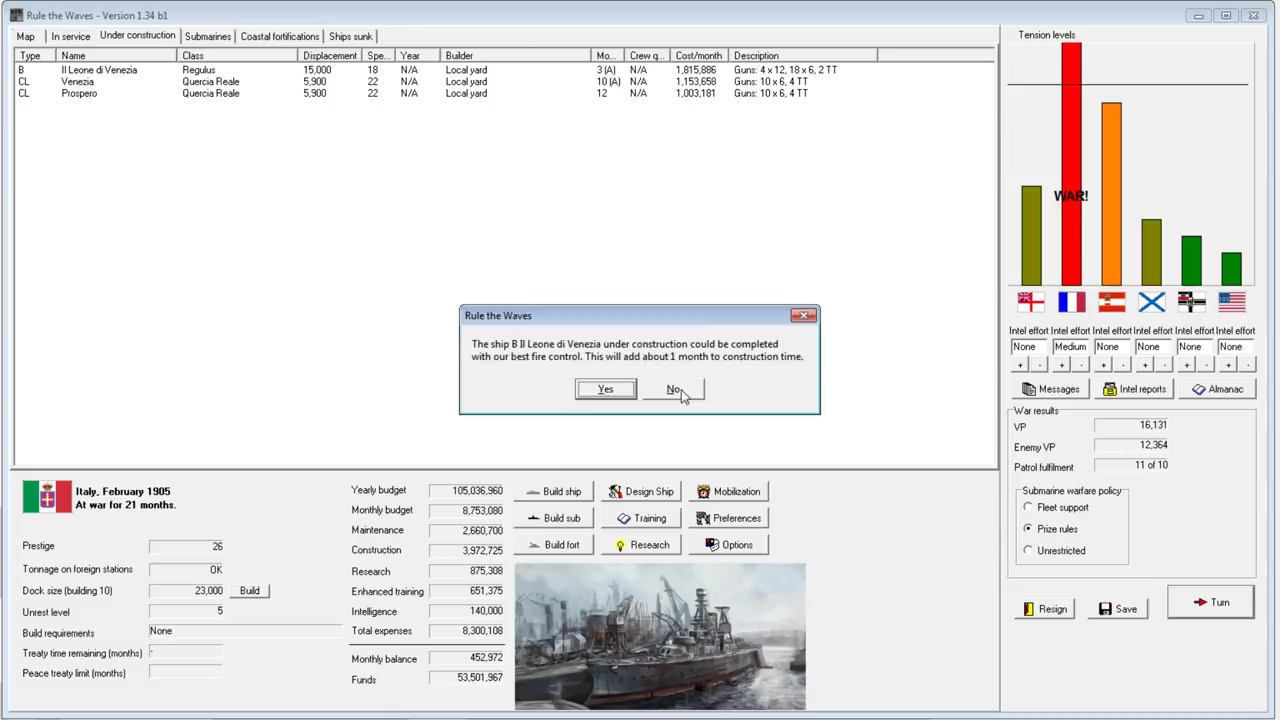 Rule the Waves - Version 1.34 b1
Map In service Under construction Submarines Coastal fortifications Ships sunk
Type Name Class Displacement Spe... Year Builder Mo... Crew q... Cost/month Description
B Il Leone di Venezia Regulus 15,000 18 N/A Local yard 3 (A) N/A 1,815,886 Guns: 4 x 12, 18 x 6, 2 TT
CL Venezia Quercia Reale 5,900 22 N/A Local yard 10 (A) N/A 1,153,658 Guns: 10 x 6, 4 TT
CL Prospero Quercia Reale 5,900 22 N/A Local yard 12 N/A 1,003,181 Guns: 10 x 6, 4 TT
Tension levels
WAR!
Intel effort Intel effort Intel effort Intel effort Intel effort Intel effort
None Medium None None None None
+ - + - + - + - + - + -
Messages Intel reports Almanac
Rule the Waves
The ship B Il Leone di Venezia under construction could be completed
with our best fire control. This will add about 1 month to construction time.
Yes No
War results
VP 16,131
Enemy VP 12,364
Patrol fulfilment 11 of 10
Submarine warfare policy
Fleet support
Prize rules
Unrestricted
Resign Save Turn
Italy, February 1905
At war for 21 months.
Prestige 26
Tonnage on foreign stations OK
Dock size (building 10) 23,000 Build
Unrest level 5
Build requirements None
Treaty time remaining (months) -
Peace treaty limit (months)
Yearly budget 105,036,960
Monthly budget 8,753,080
Maintenance 2,660,700
Construction 3,972,725
Research 875,308
Enhanced training 651,375
Intelligence 140,000
Total expenses 8,300,108
Monthly balance 452,972
Funds 53,501,967
Build ship Design Ship Mobilization
Build sub Training Preferences
Build fort Research Options